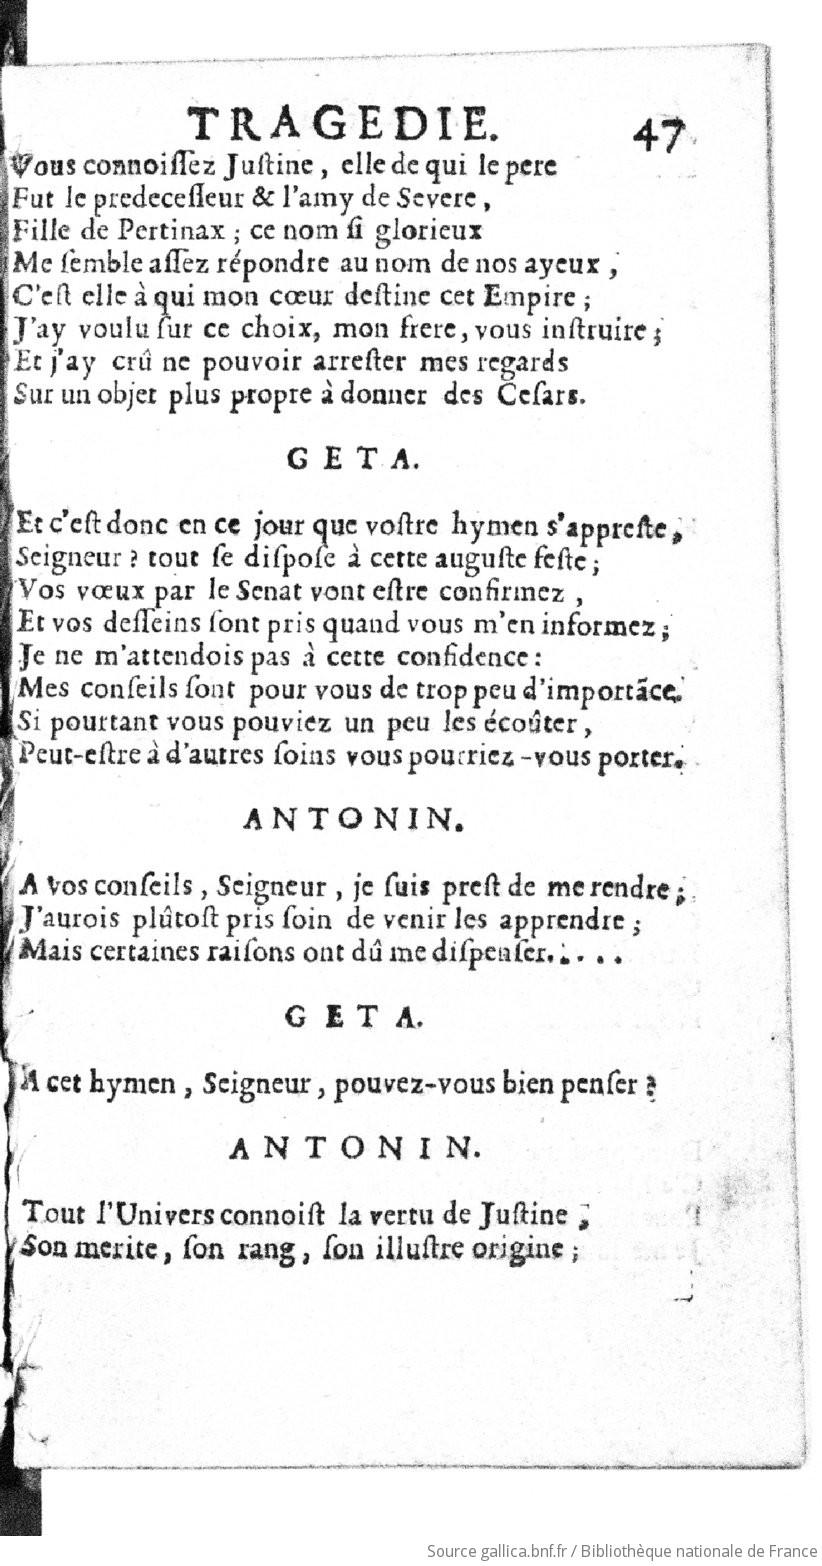 TRAGEDIE. 47
Vous connoiſſez Juſtine, elle de qui le pere
Fut le predeceſſeur & l'amy de Severe,
Fille de Pertinax ; ce nom ſi glorieux
Me ſemble aſſez répondre au nom de nos ayeux,
C'eſt elle à qui mon cœur deſtine cet Empire ;
J'ay voulu ſur ce choix, mon frere, vous inſtruire ;
Et j'ay crû ne pouvoir arreſter mes regards
Sur un objet plus propre à donner des Ceſars.
GETA.
Et c'eſt donc en ce jour que voſtre hymen s'appreſte,
Seigneur ? tout ſe diſpoſe à cette auguſte feſte ;
Vos vœux par le Senat vont eſtre confirmez,
Et vos deſſeins ſont pris quand vous m'en informez ;
Je ne m'attendois pas à cette confidence :
Mes conſeils ſont pour vous de trop peu d'importãce.
Si pourtant vous pouviez un peu les écoûter,
Peut-eſtre à d'autres ſoins vous pourriez-vous porter.
ANTONIN.
A vos conſeils, Seigneur, je ſuis preſt de me rendre ;
J'aurois plûtoſt pris ſoin de venir les apprendre ;
Mais certaines raiſons ont dû me diſpenſer.....
GETA.
A cet hymen, Seigneur, pouvez-vous bien penſer ?
ANTONIN.
Tout l'Univers connoiſt la vertu de Juſtine,
Son merite, ſon rang, ſon illuſtre origine ;
Source gallica.bnf.fr / Bibliothèque nationale de France